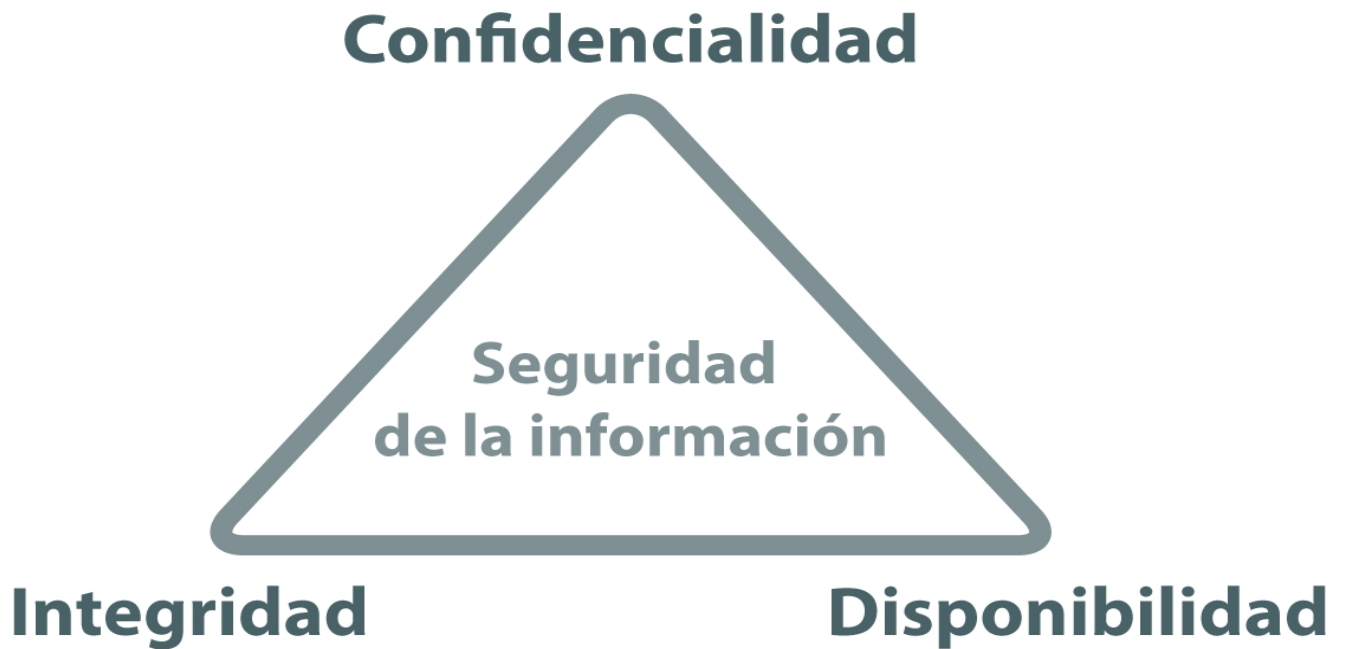 Confidencialidad
Seguridad
de la información
Integridad
Disponibilidad